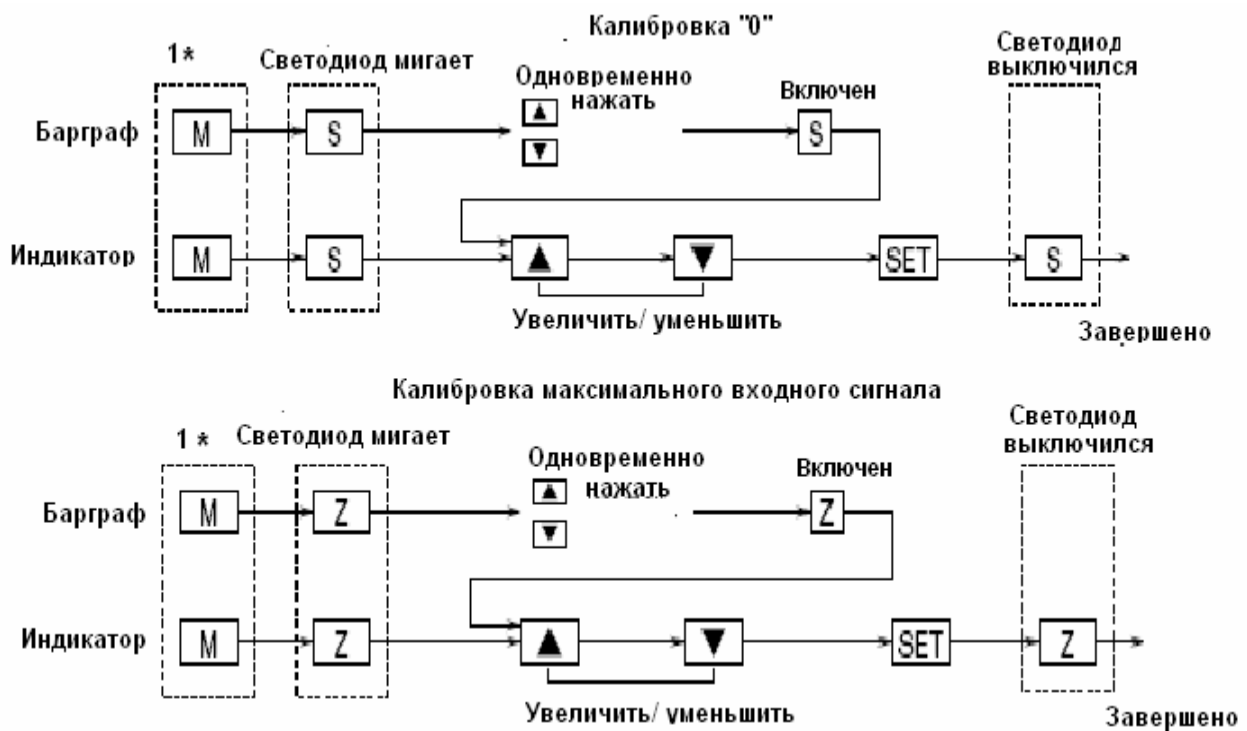 Калибровка "0"
1*
Светодиод мигает
Одновременно
нажать
Включен
Светодиод
выключился
Барграф
M
S
▲
▼
S
Индикатор
M
S
▲
▼
SET
S
Увеличить/ уменьшить
Завершено
Калибровка максимального входного сигнала
1 *
Светодиод мигает
Одновременно
нажать
Включен
Светодиод
выключился
Барграф
M
Z
▲
▼
Z
Индикатор
M
Z
▲
▼
SET
Z
Увеличить/ уменьшить
Завершено